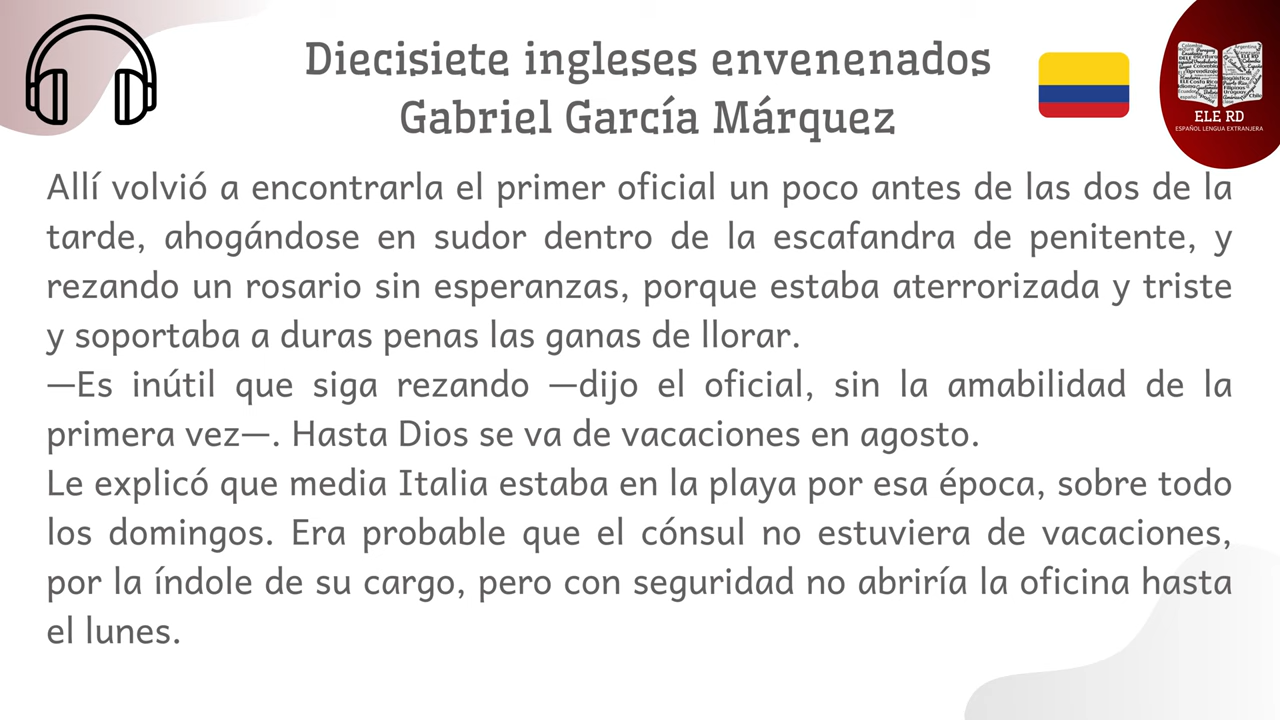 Diecisiete ingleses envenenados
Gabriel García Márquez
ELE RD
ESPAÑOL LENGUA EXTRANJERA
Allí volvió a encontrarla el primer oficial un poco antes de las dos de la
tarde, ahogándose en sudor dentro de la escafandra de penitente, y
rezando un rosario sin esperanzas, porque estaba aterrorizada y triste
y soportaba a duras penas las ganas de llorar.
—Es inútil que siga rezando —dijo el oficial, sin la amabilidad de la
primera vez—. Hasta Dios se va de vacaciones en agosto.
Le explicó que media Italia estaba en la playa por esa época, sobre todo
los domingos. Era probable que el cónsul no estuviera de vacaciones,
por la índole de su cargo, pero con seguridad no abriría la oficina hasta
el lunes.